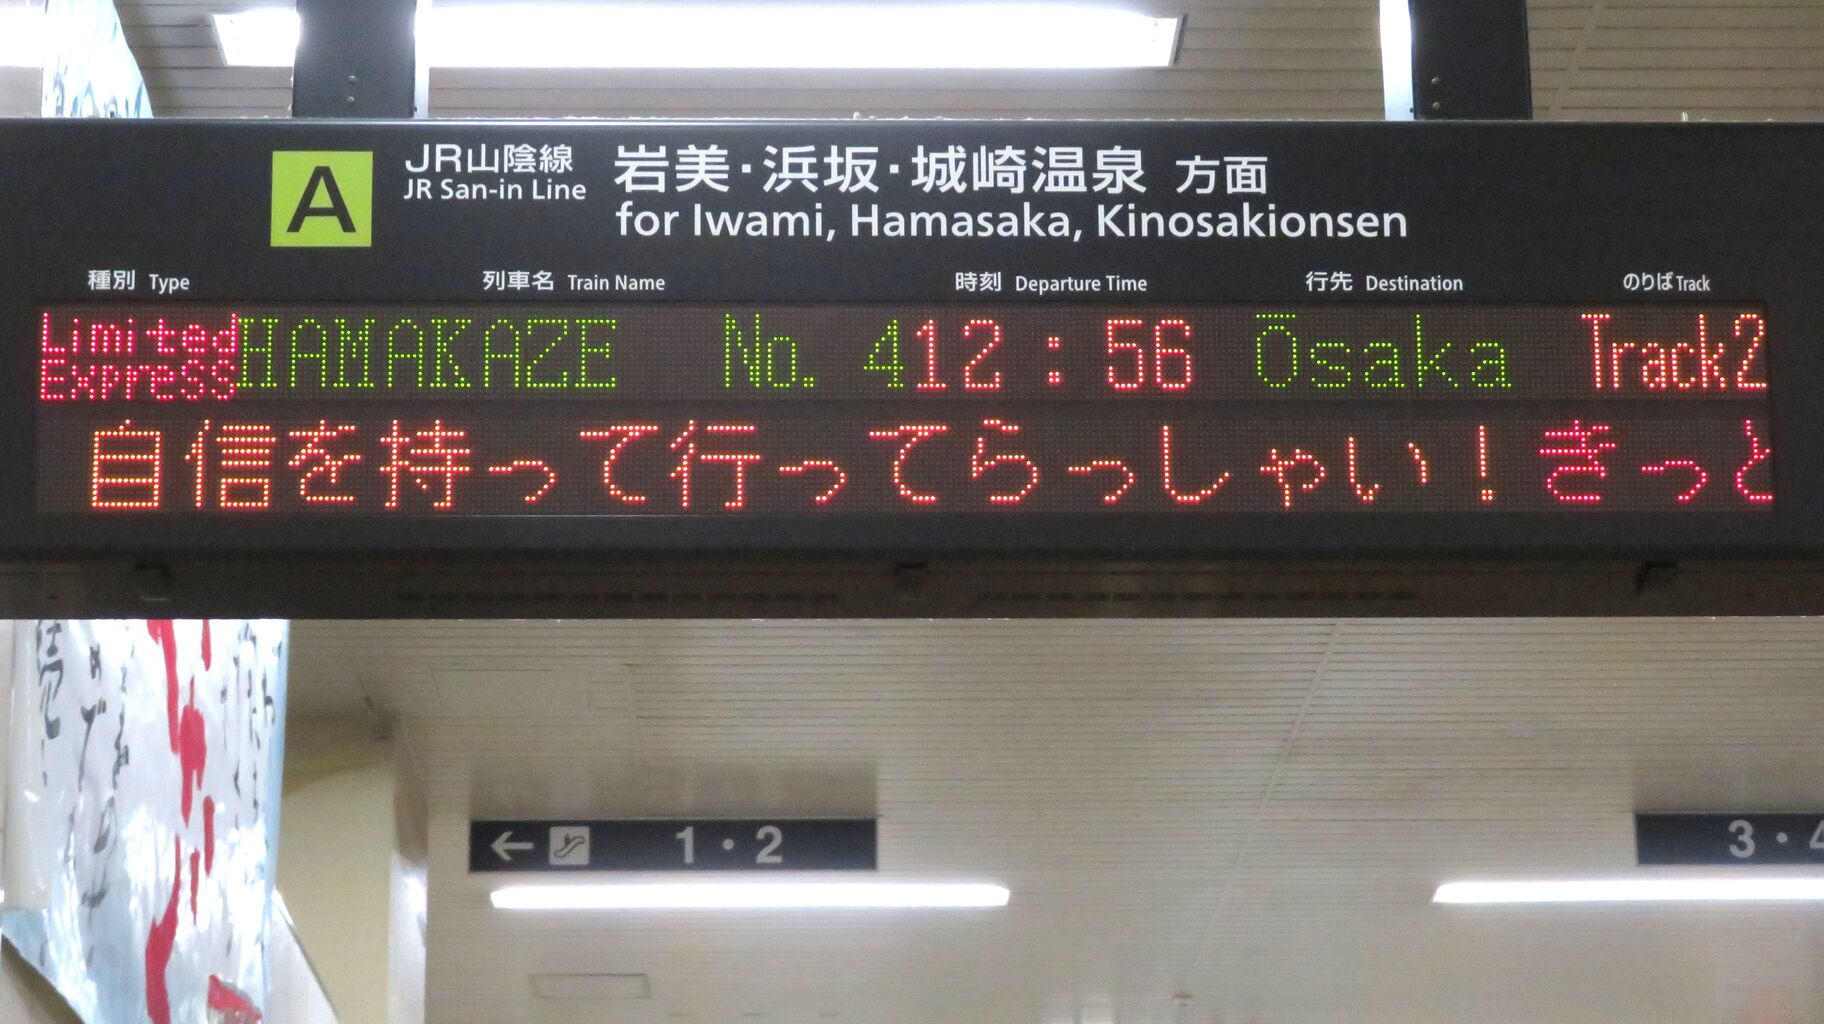 A
JR山陰線
JR San-in Line
岩美・浜坂・城崎温泉 方面
for Iwami, Hamasaka, Kinosakionsen
種別 Type 列車名 Train Name 時刻 Departure Time 行先 Destination のりば Track
Limited Express HAMAKAZE No. 4 12:56 Ōsaka Track2
自信を持って行ってらっしゃい！きっと
← 1・2
3・4